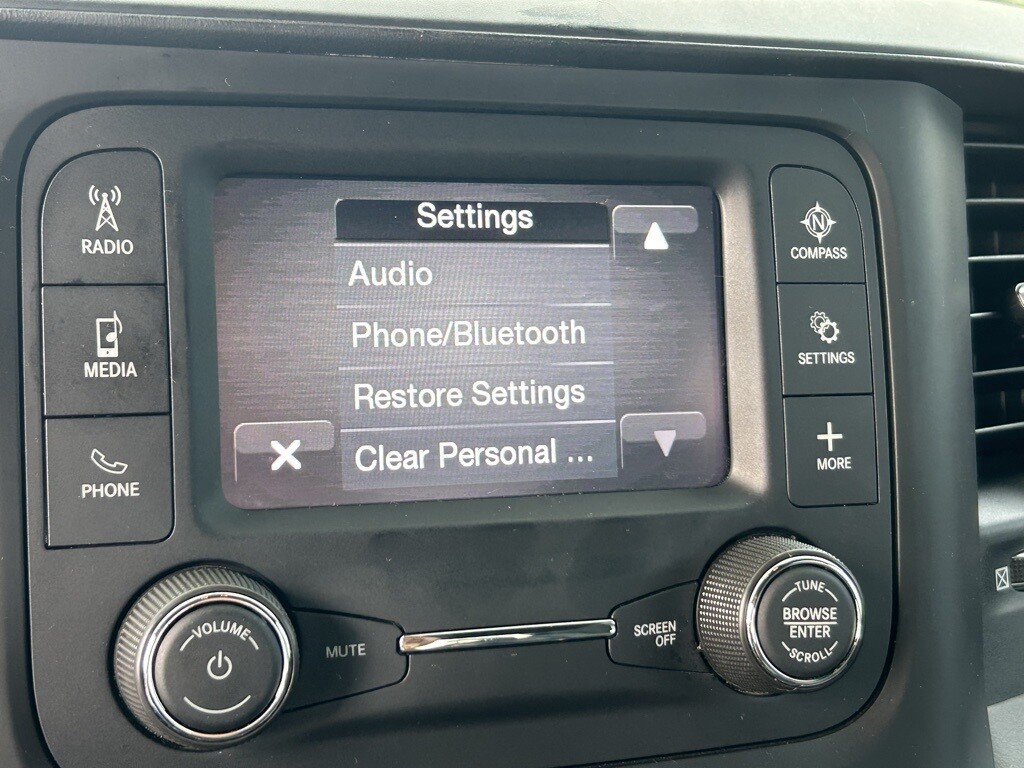 RADIO
MEDIA
PHONE
Settings
Audio
Phone/Bluetooth
Restore Settings
Clear Personal ...
N
COMPASS
SETTINGS
MORE
VOLUME
MUTE
SCREEN
OFF
TUNE
BROWSE
ENTER
SCROLL